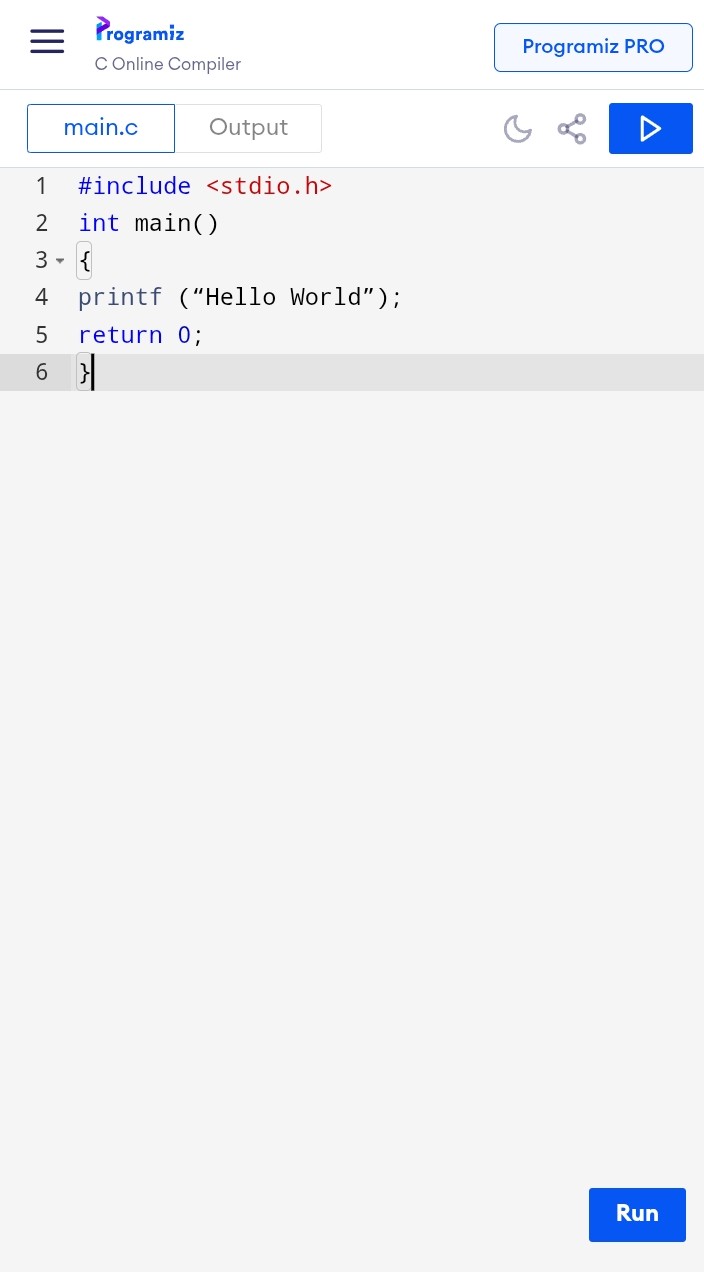 Programiz
C Online Compiler
Programiz PRO
main.c
Output
1 #include <stdio.h>
2 int main()
3 {
4 printf (“Hello World”);
5 return 0;
6 }
Run